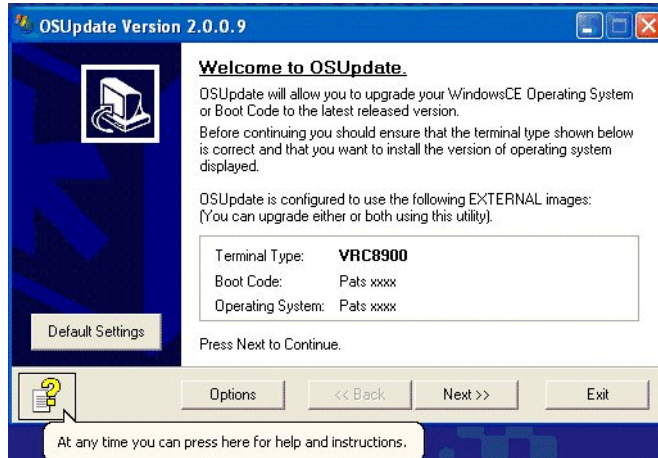 OSUpdate Version 2.0.0.9
Welcome to OSUpdate.
OSUpdate will allow you to upgrade your WindowsCE Operating System
or Boot Code to the latest released version.
Before continuing you should ensure that the terminal type shown below
is correct and that you want to install the version of operating system
displayed.
OSUpdate is configured to use the following EXTERNAL images:
(You can upgrade either or both using this utility).
Terminal Type: VRC8900
Boot Code: Pats xxxx
Operating System: Pats xxxx
Default Settings
Press Next to Continue.
Options
<< Back
Next >>
Exit
At any time you can press here for help and instructions.